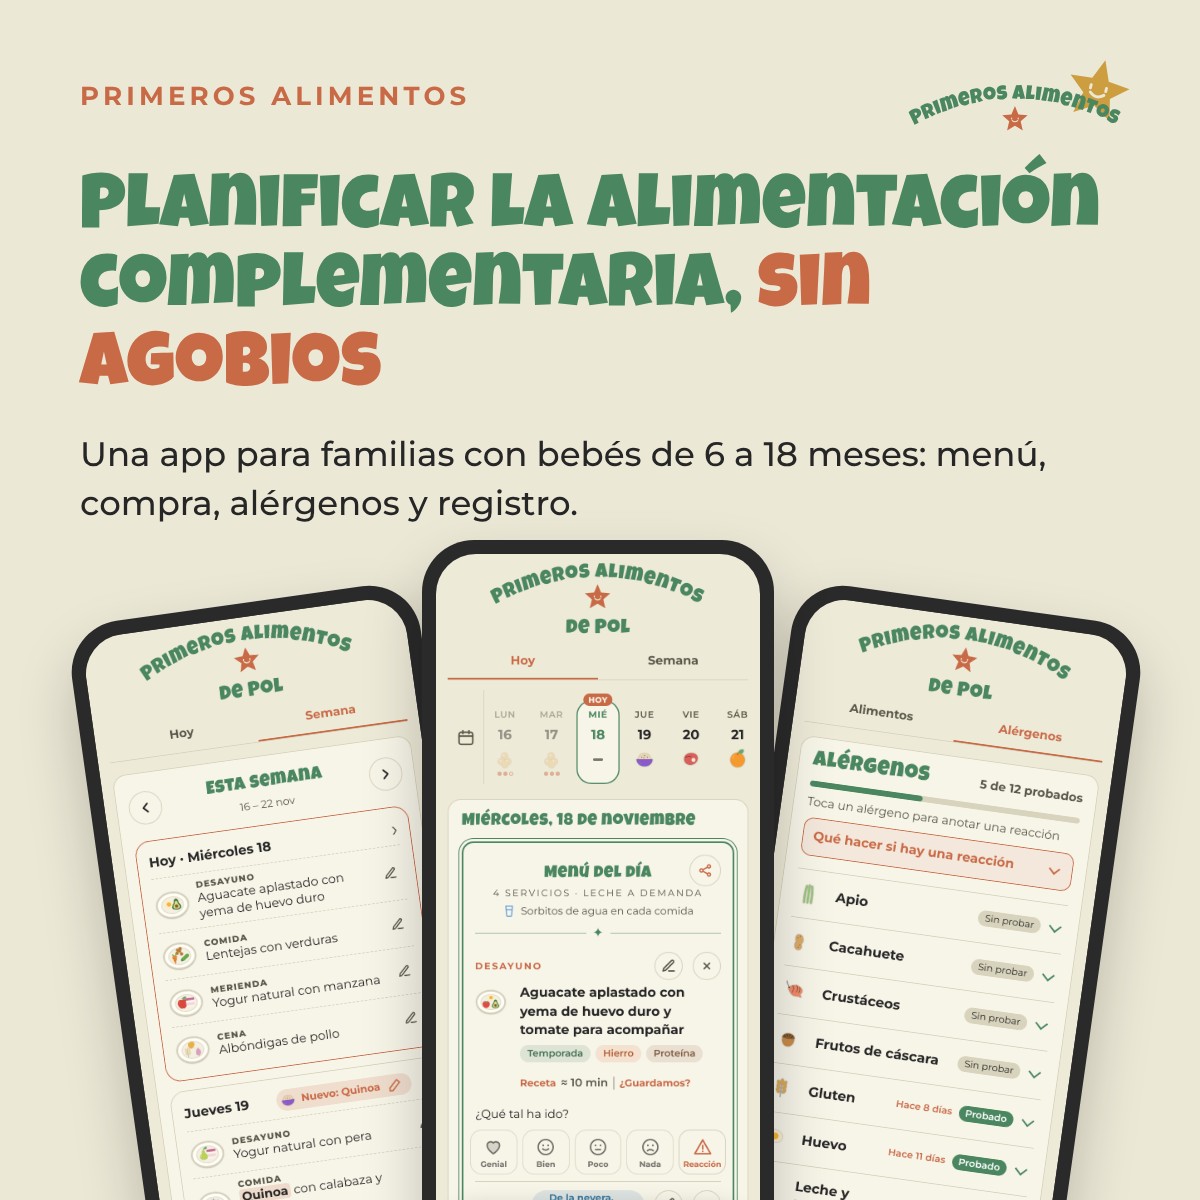 PRIMEROS ALIMENTOS
PRIMEROS ALIMENTOS
PLANIFICAR LA ALIMENTACIÓN
COMPLEMENTARIA, SIN
AGOBIOS
Una app para familias con bebés de 6 a 18 meses: menú,
compra, alérgenos y registro.
PRIMEROS ALIMENTOS
DE POL
Hoy
Semana
ESTA SEMANA
16 – 22 nov
Hoy · Miércoles 18
DESAYUNO
Aguacate aplastado con
yema de huevo duro
COMIDA
Lentejas con verduras
MERIENDA
Yogur natural con manzana
CENA
Albóndigas de pollo
Jueves 19
Nuevo: Quinoa
DESAYUNO
Yogur natural con pera
COMIDA
Quinoa con calabaza y
PRIMEROS ALIMENTOS
DE POL
Hoy
Semana
HOY
LUN MAR MIÉ JUE VIE SÁB
16 17 18 19 20 21
–
MIÉRCOLES, 18 DE NOVIEMBRE
MENÚ DEL DÍA
4 SERVICIOS · LECHE A DEMANDA
Sorbitos de agua en cada comida
DESAYUNO
Aguacate aplastado con
yema de huevo duro y
tomate para acompañar
Temporada Hierro Proteína
Receta ≈ 10 min | ¿Guardamos?
¿Qué tal ha ido?
Genial Bien Poco Nada Reacción
De la nevera,
PRIMEROS ALIMENTOS
DE POL
Alimentos
Alérgenos
ALÉRGENOS
5 de 12 probados
Toca un alérgeno para anotar una reacción
Qué hacer si hay una reacción
Apio Sin probar
Cacahuete Sin probar
Crustáceos Sin probar
Frutos de cáscara Sin probar
Gluten Hace 8 días Probado
Huevo Hace 11 días Probado
Leche y